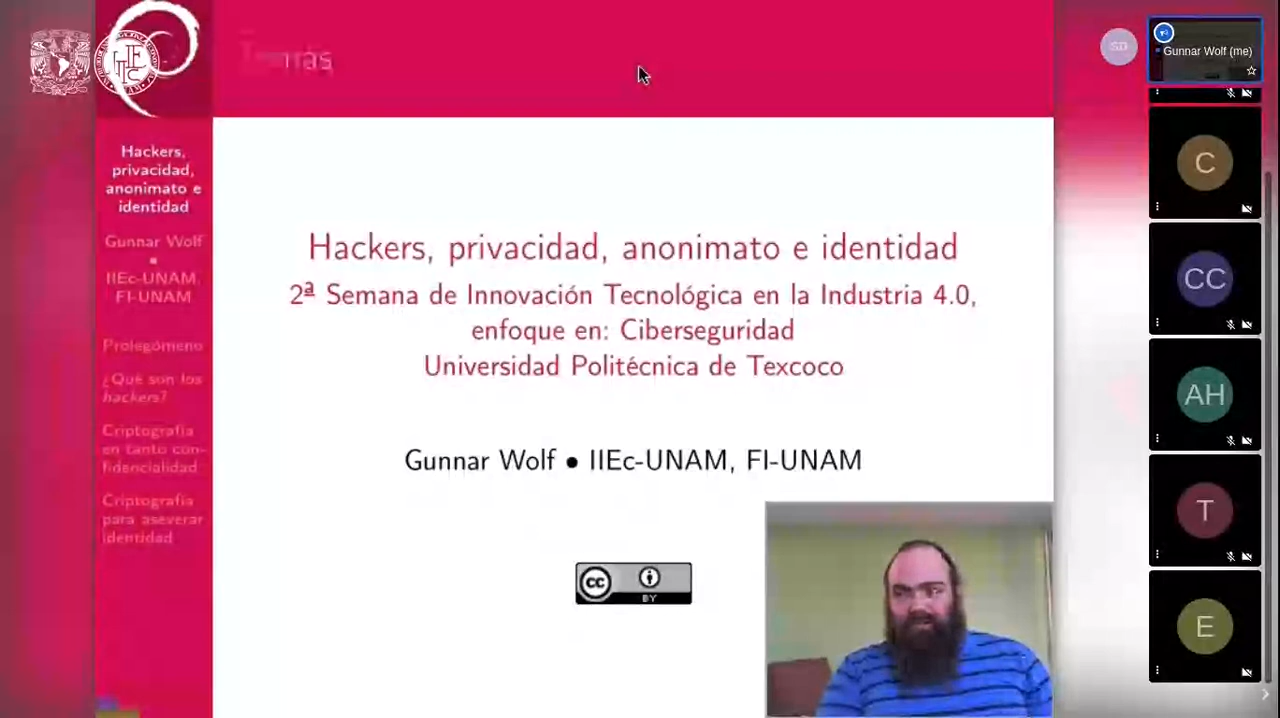 Temas
SD
Gunnar Wolf (me)
Hackers,
privacidad,
anonimato e
identidad
Gunnar Wolf
•
IIEc-UNAM,
FI-UNAM
Prolegómeno
¿Qué son los
hackers?
Criptografía
en tanto con-
fidencialidad
Criptografía
para aseverar
identidad
Hackers, privacidad, anonimato e identidad
2ª Semana de Innovación Tecnológica en la Industria 4.0,
enfoque en: Ciberseguridad
Universidad Politécnica de Texcoco
Gunnar Wolf • IIEc-UNAM, FI-UNAM
cc
BY
C
CC
AH
T
E